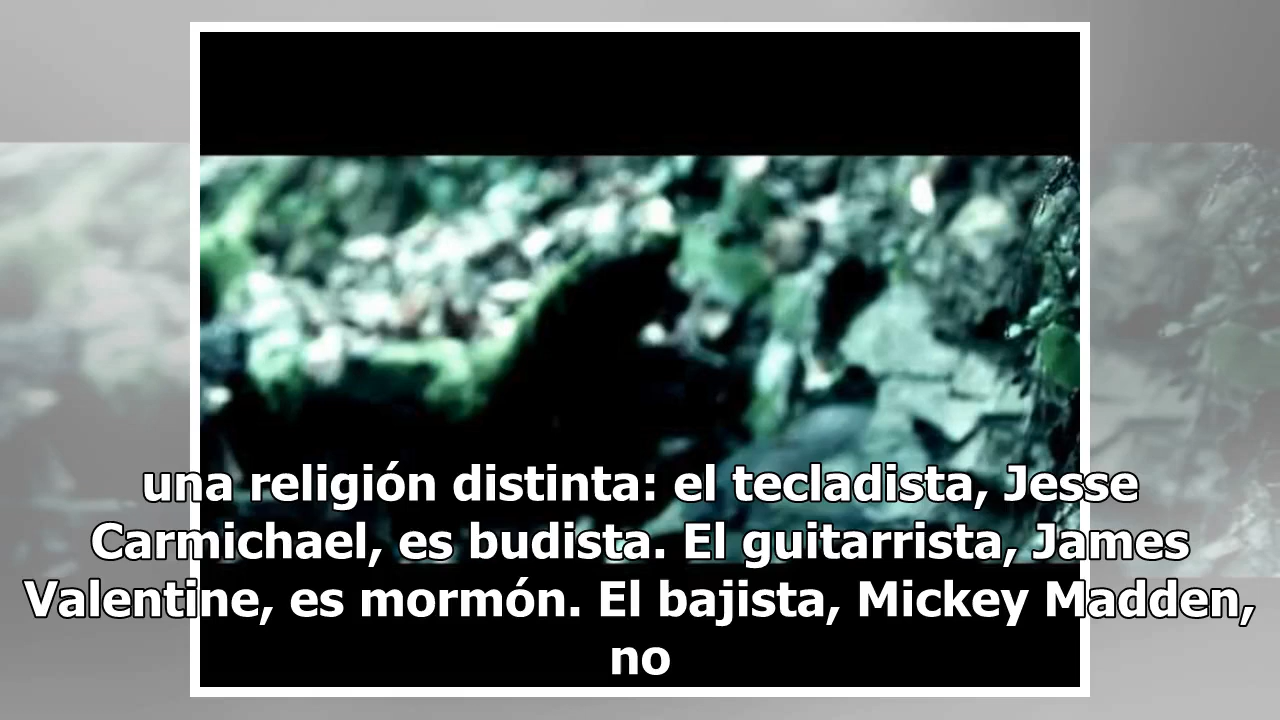 una religión distinta: el tecladista, Jesse
Carmichael, es budista. El guitarrista, James
Valentine, es mormón. El bajista, Mickey Madden,
no